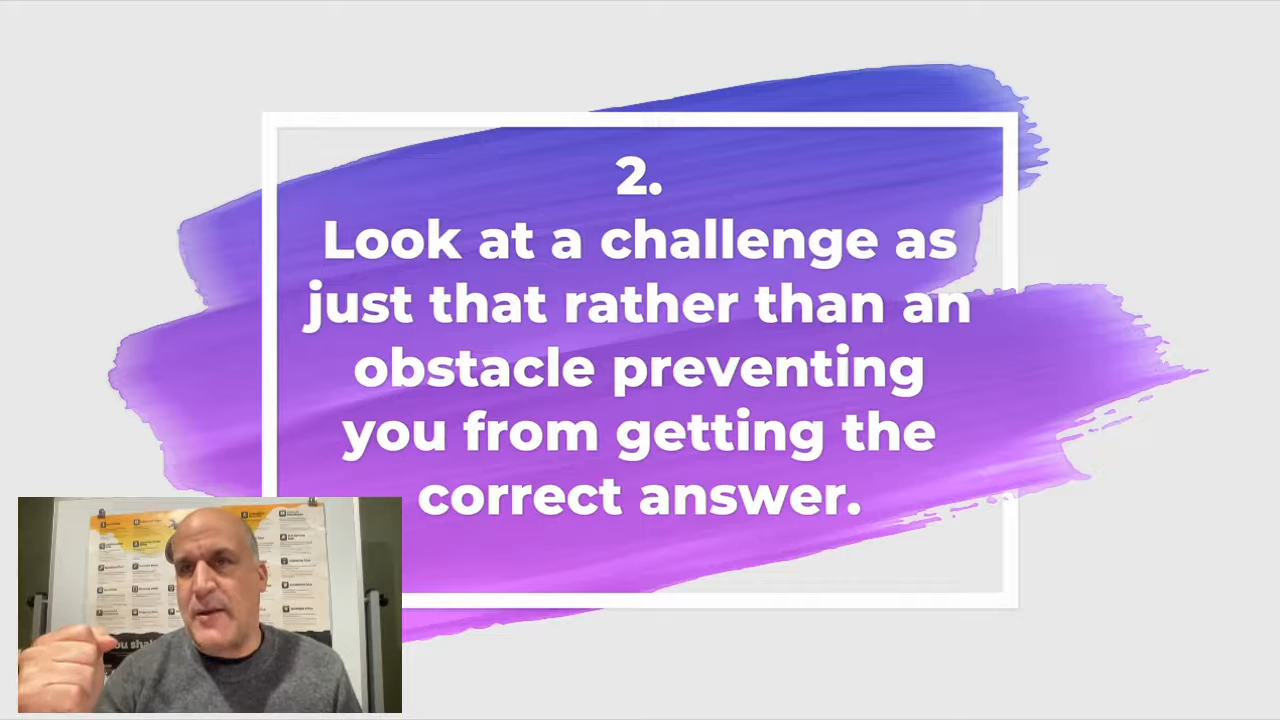 2.
Look at a challenge as
just that rather than an
obstacle preventing
you from getting the
correct answer.